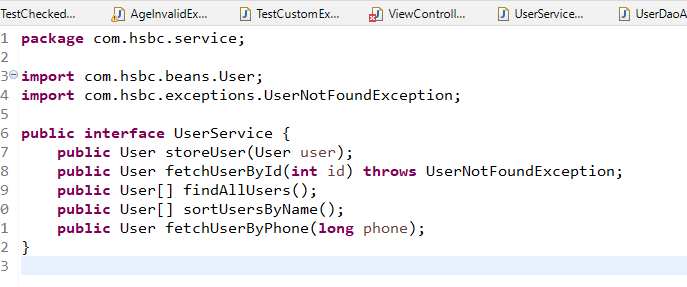 TestChecked... AgeInvalidEx... TestCustomEx... ViewControll... UserService... UserDaoA
1 package com.hsbc.service;
2
3 import com.hsbc.beans.User;
4 import com.hsbc.exceptions.UserNotFoundException;
5
6 public interface UserService {
7 public User storeUser(User user);
8 public User fetchUserById(int id) throws UserNotFoundException;
9 public User[] findAllUsers();
0 public User[] sortUsersByName();
1 public User fetchUserByPhone(long phone);
2 }
3